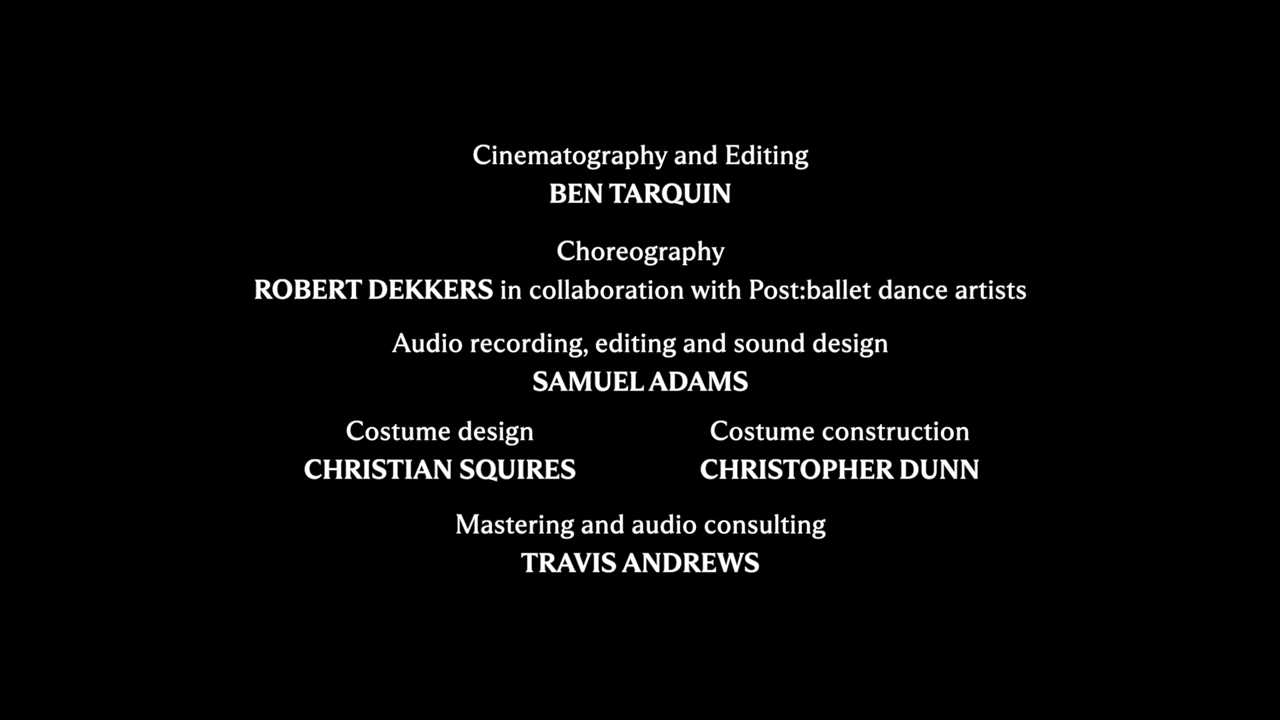 Cinematography and Editing
BEN TARQUIN
Choreography
ROBERT DEKKERS in collaboration with Post:ballet dance artists
Audio recording, editing and sound design
SAMUEL ADAMS
Costume design
CHRISTIAN SQUIRES
Costume construction
CHRISTOPHER DUNN
Mastering and audio consulting
TRAVIS ANDREWS